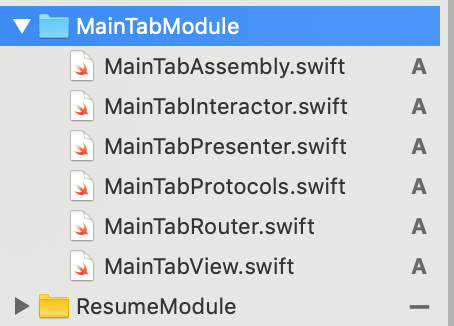 MainTabModule
MainTabAssembly.swift A
MainTabInteractor.swift A
MainTabPresenter.swift A
MainTabProtocols.swift A
MainTabRouter.swift A
MainTabView.swift A
ResumeModule —